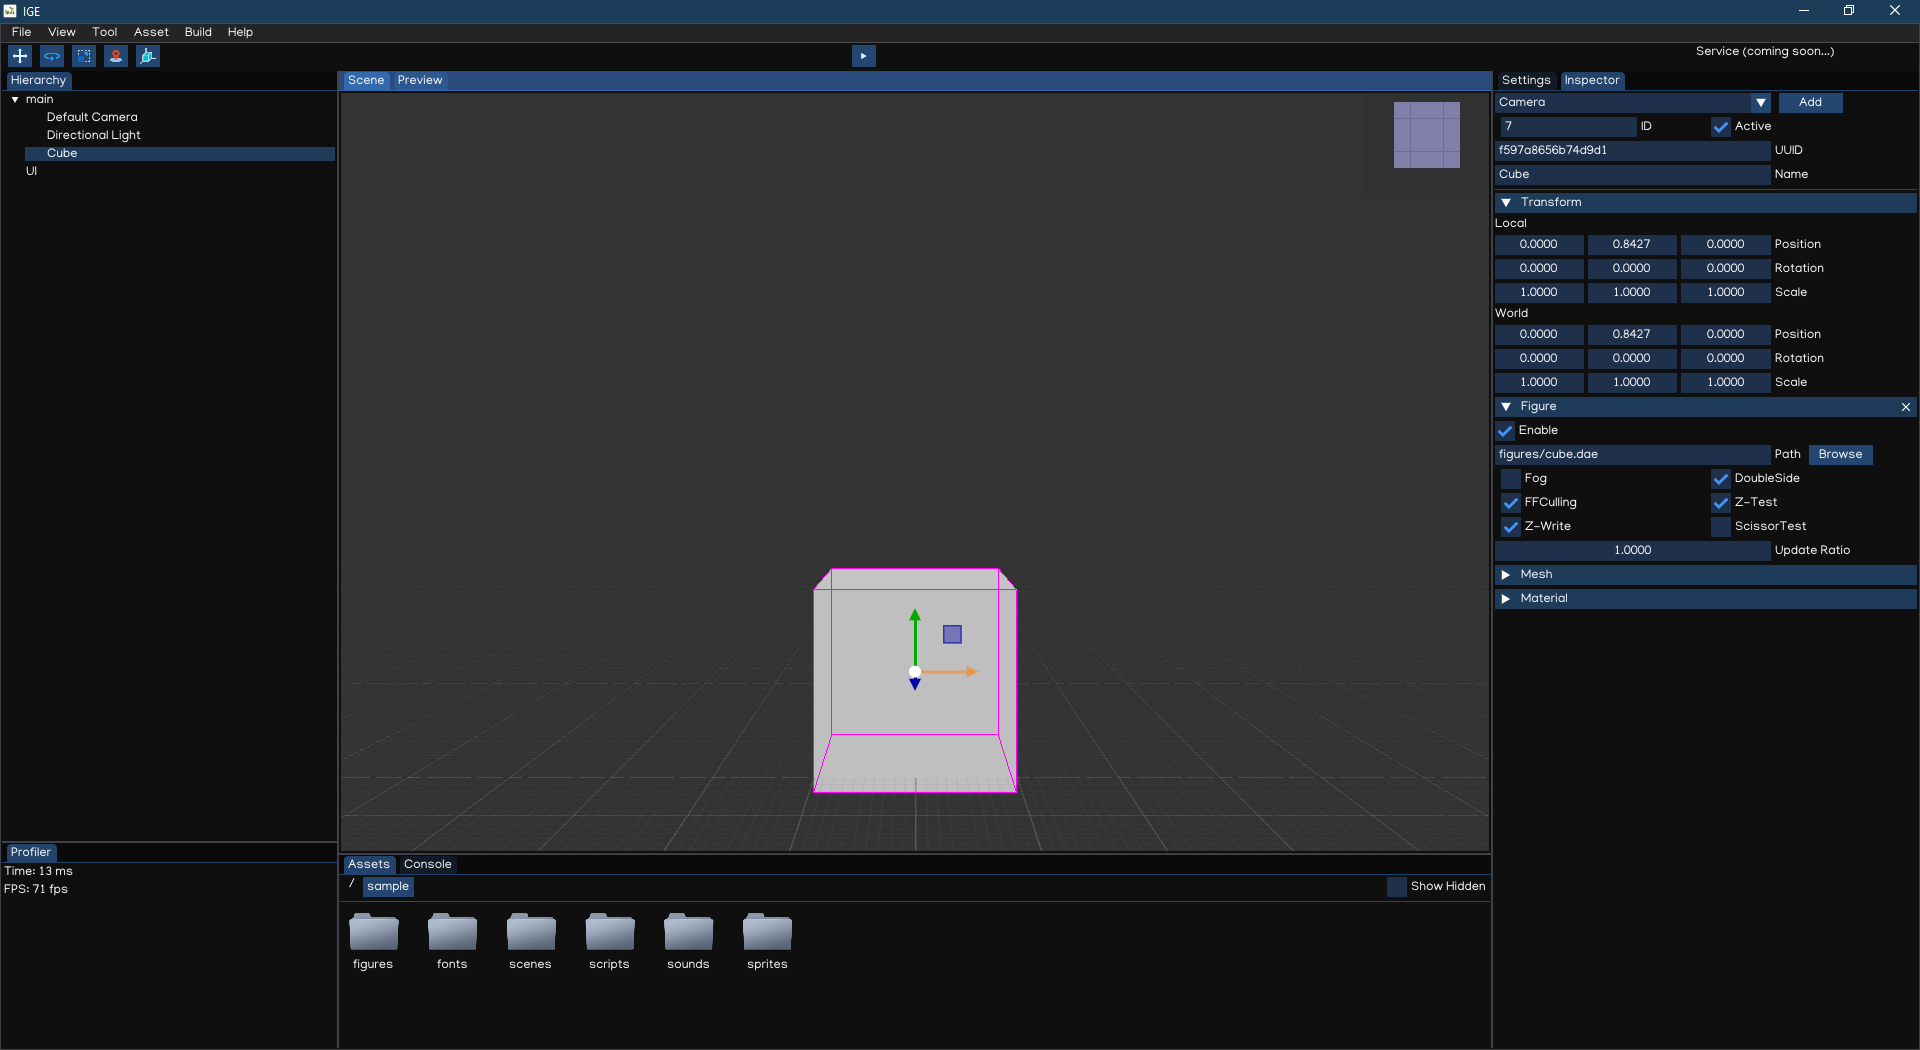 IGE
File View Tool Asset Build Help
Service (coming soon...)
Hierarchy
main
Default Camera
Directional Light
Cube
UI
Scene Preview
Settings Inspector
Camera Add
7 ID Active
f597a8656b74d9d1 UUID
Cube Name
Transform
Local
0.0000 0.8427 0.0000 Position
0.0000 0.0000 0.0000 Rotation
1.0000 1.0000 1.0000 Scale
World
0.0000 0.8427 0.0000 Position
0.0000 0.0000 0.0000 Rotation
1.0000 1.0000 1.0000 Scale
Figure
Enable
figures/cube.dae Path Browse
Fog DoubleSide
FFCulling Z-Test
Z-Write ScissorTest
1.0000 Update Ratio
Mesh
Material
Profiler
Time: 13 ms
FPS: 71 fps
Assets Console
/ sample Show Hidden
figures fonts scenes scripts sounds sprites